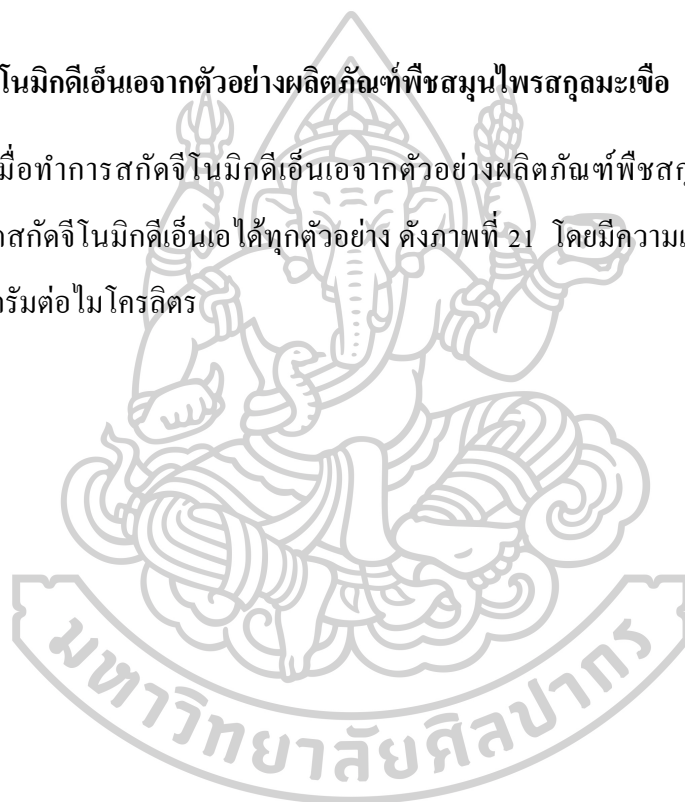 โนมิกดีเอ็นเอจากตัวอย่างผลิตภัณฑ์พืชสมุนไพรสกุลมะเขือ
มื่อทำการสกัดจีโนมิกดีเอ็นเอจากตัวอย่างผลิตภัณฑ์พืชสกุ
สกัดจีโนมิกดีเอ็นเอได้ทุกตัวอย่าง ดังภาพที่ 21 โดยมีความเ
รัมต่อไมโครลิตร
มหาวิทยาลัยศิลปากร